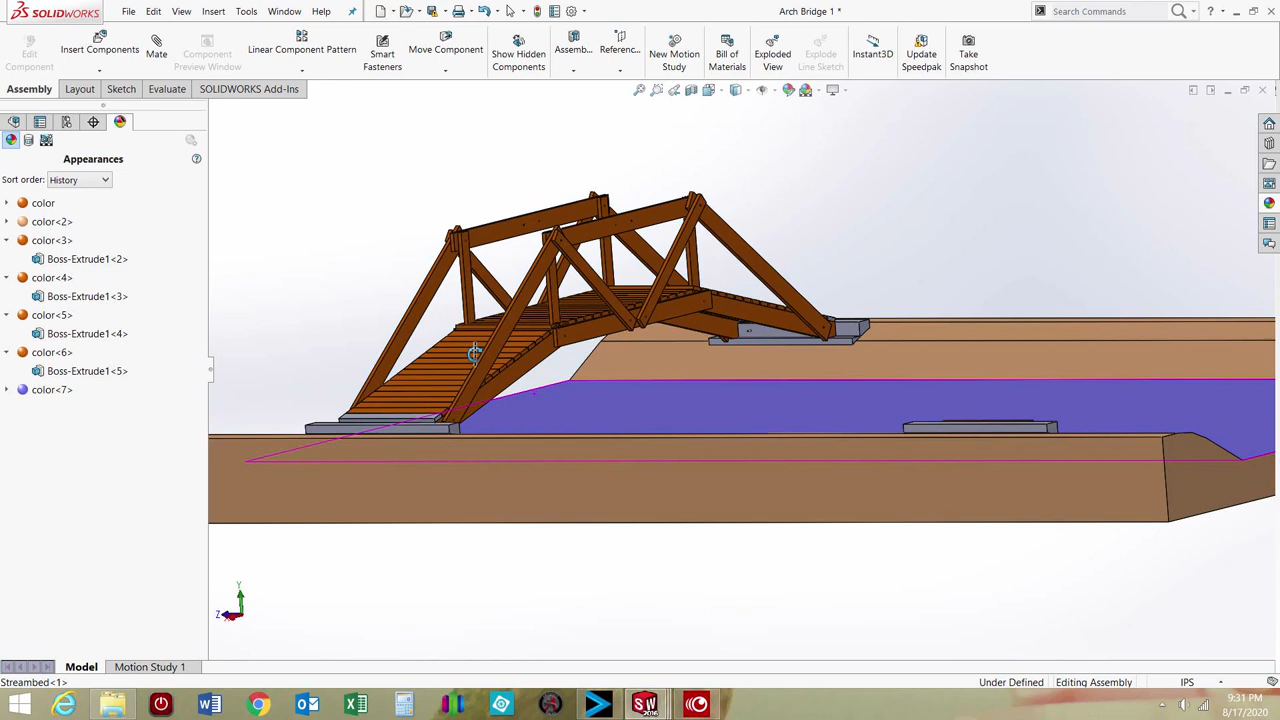 SOLIDWORKS File Edit View Insert Tools Window Help Arch Bridge 1 * Search Commands
Edit Component
Insert Components
Mate
Component Preview Window
Linear Component Pattern
Smart Fasteners
Move Component
Show Hidden Components
Assemb...
Referenc...
New Motion Study
Bill of Materials
Exploded View
Explode Line Sketch
Instant3D
Update Speedpak
Take Snapshot
Assembly Layout Sketch Evaluate SOLIDWORKS Add-Ins
Appearances
Sort order: History
color
color<2>
color<3>
Boss-Extrude1<2>
color<4>
Boss-Extrude1<3>
color<5>
Boss-Extrude1<4>
color<6>
Boss-Extrude1<5>
color<7>
Y
Z
Model Motion Study 1
Streambed<1> Under Defined Editing Assembly IPS
9:31 PM
8/17/2020